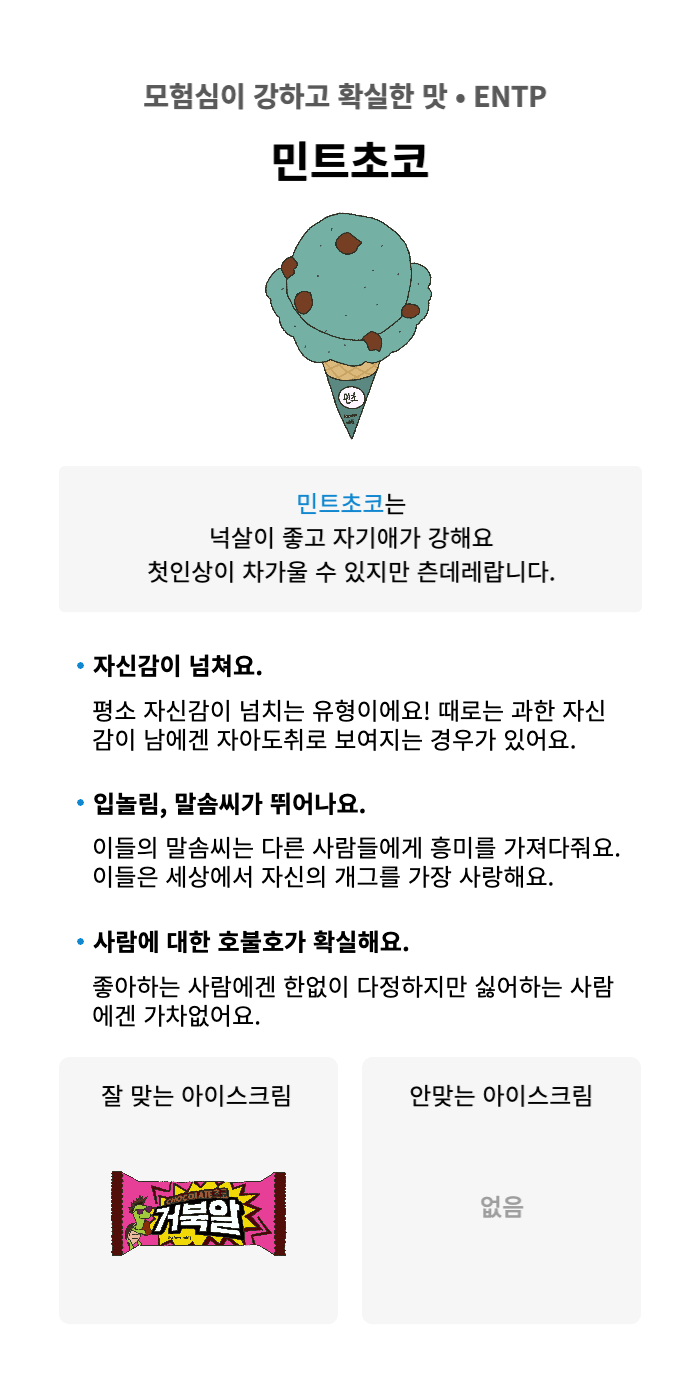 모험심이 강하고 확실한 맛 • ENTP
민트초코
민초
민트초코는
넉살이 좋고 자기애가 강해요
첫인상이 차가울 수 있지만 츤데레랍니다.
• 자신감이 넘쳐요.
평소 자신감이 넘치는 유형이에요! 때로는 과한 자신
감이 남에겐 자아도취로 보여지는 경우가 있어요.
• 입놀림, 말솜씨가 뛰어나요.
이들의 말솜씨는 다른 사람들에게 흥미를 가져다줘요.
이들은 세상에서 자신의 개그를 가장 사랑해요.
• 사람에 대한 호불호가 확실해요.
좋아하는 사람에겐 한없이 다정하지만 싫어하는 사람
에겐 가차없어요.
잘 맞는 아이스크림
안맞는 아이스크림
CHOCOLATE초코
거북알
없음